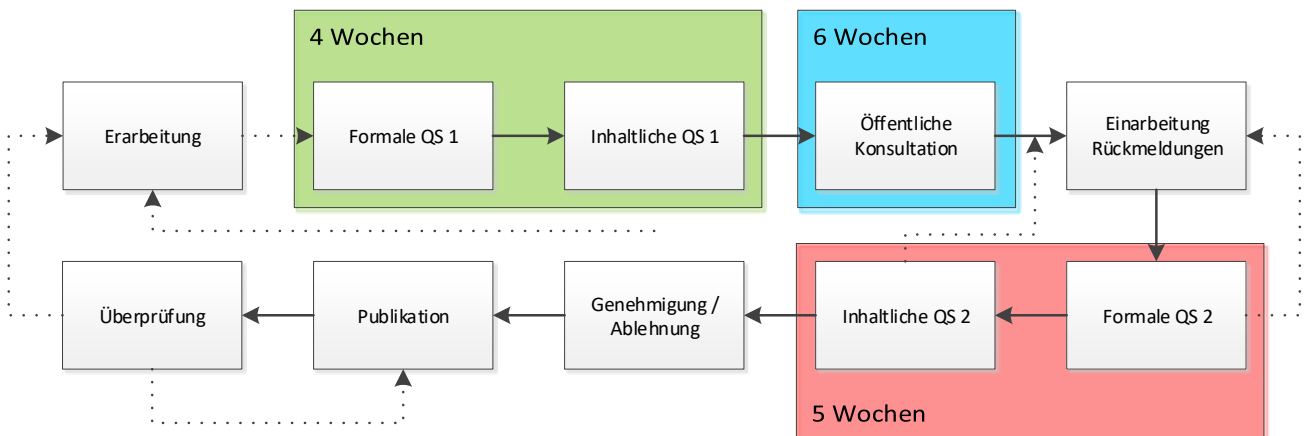 4 Wochen
6 Wochen
Erarbeitung
Formale QS 1
Inhaltliche QS 1
Öffentliche
Konsultation
Einarbeitung
Rückmeldungen
Überprüfung
Publikation
Genehmigung /
Ablehnung
Inhaltliche QS 2
Formale QS 2
5 Wochen